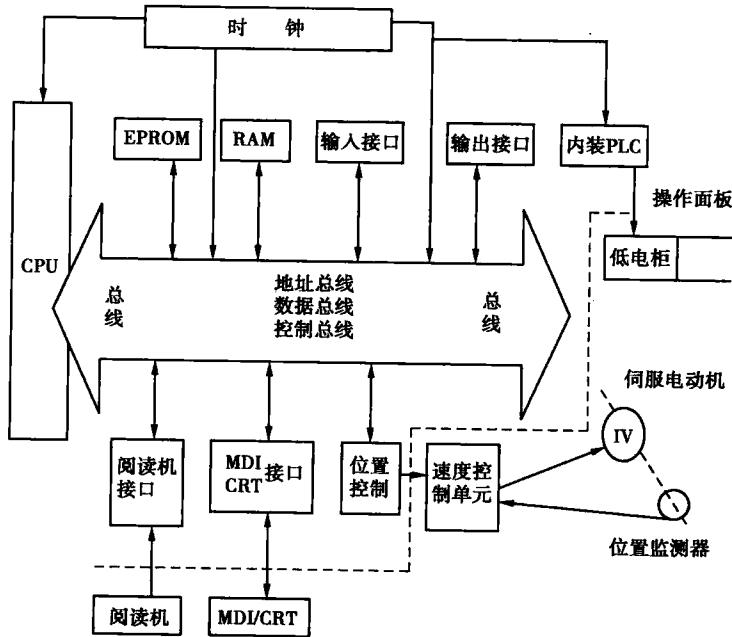 时 钟
EPROM
RAM
输入接口
输出接口
内装PLC
操作面板
低电柜
CPU
总线
地址总线
数据总线
控制总线
总线
伺服电动机
IV
阅读机
接口
MDI
CRT
接口
位置
控制
速度控
制单元
位置监测器
阅读机
MDI/CRT